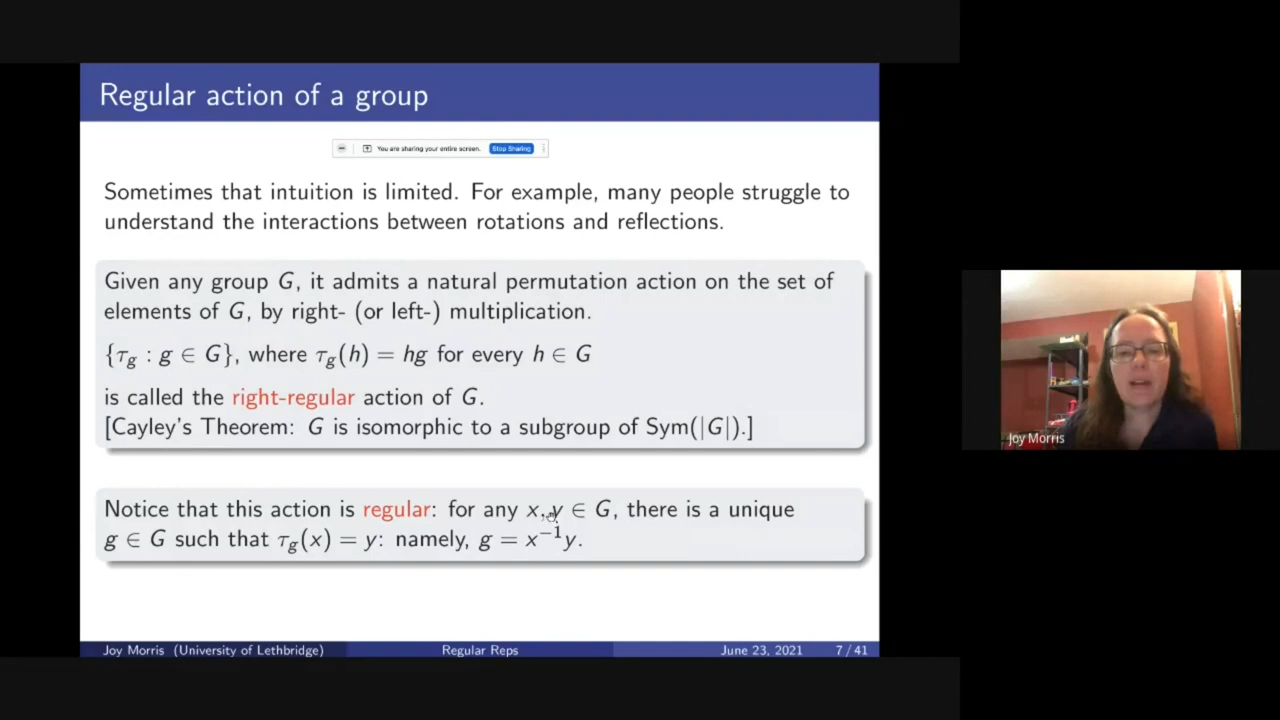 Regular action of a group
You are sharing your entire screen. Stop Sharing
Sometimes that intuition is limited. For example, many people struggle to
understand the interactions between rotations and reflections.
Given any group G, it admits a natural permutation action on the set of
elements of G, by right- (or left-) multiplication.
{τ_g : g ∈ G}, where τ_g(h) = hg for every h ∈ G
is called the right-regular action of G.
[Cayley's Theorem: G is isomorphic to a subgroup of Sym(|G|).]
Notice that this action is regular: for any x, y ∈ G, there is a unique
g ∈ G such that τ_g(x) = y: namely, g = x⁻¹y.
Joy Morris (University of Lethbridge) Regular Reps June 23, 2021 7 / 41
Joy Morris